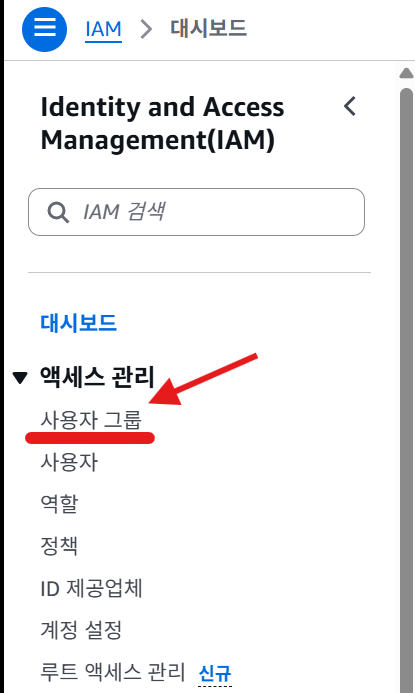 IAM > 대시보드
Identity and Access
Management(IAM)
IAM 검색
대시보드
액세스 관리
사용자 그룹
사용자
역할
정책
ID 제공업체
계정 설정
루트 액세스 관리 신규